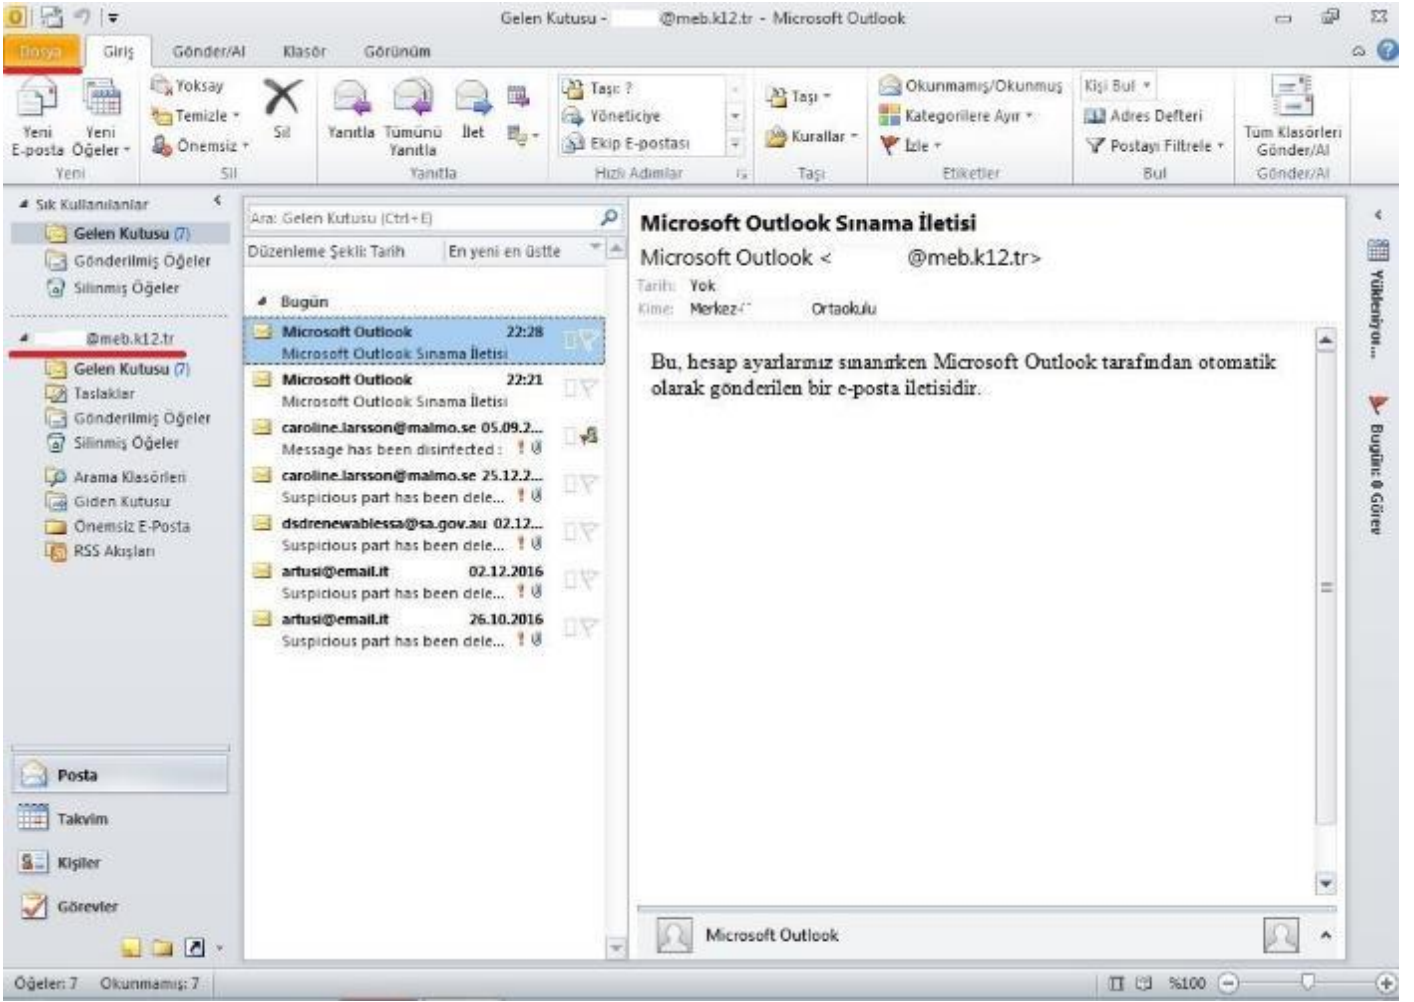 Gelen Kutusu - @meb.k12.tr - Microsoft Outlook
Dosya Giriş Gönder/Al Klasör Görünüm
Yeni E-posta
Yeni Öğeler
Yoksay
Temizle
Önemsiz
Sil
Yanıtla
Tümünü Yanıtla
İlet
Taşı: ?
Yöneticiye
Ekip E-postası
Taşı
Kurallar
Okunmamış/Okunmuş
Kategorilere Ayır
İzle
Kişi Bul
Adres Defteri
Postayı Filtrele
Tüm Klasörleri
Gönder/Al
Yeni Sil Yanıtla Hızlı Adımlar Taşı Etiketler Bul Gönder/Al
Sık Kullanılanlar
Gelen Kutusu (7)
Gönderilmiş Öğeler
Silinmiş Öğeler
@meb.k12.tr
Gelen Kutusu (7)
Taslaklar
Gönderilmiş Öğeler
Silinmiş Öğeler
Arama Klasörleri
Giden Kutusu
Önemsiz E-Posta
RSS Akışları
Posta
Takvim
Kişiler
Görevler
Ara: Gelen Kutusu (Ctrl+E)
Düzenleme Şekli: Tarih En yeni en üstte
Bugün
Microsoft Outlook 22:28
Microsoft Outlook Sınama İletisi
Microsoft Outlook 22:21
Microsoft Outlook Sınama İletisi
caroline.larsson@malmo.se 05.09.2...
Message has been disinfected :
caroline.larsson@malmo.se 25.12.2...
Suspicious part has been dele...
dsdrenewablessa@sa.gov.au 02.12...
Suspicious part has been dele...
artusi@email.it 02.12.2016
Suspicious part has been dele...
artusi@email.it 26.10.2016
Suspicious part has been dele...
Microsoft Outlook Sınama İletisi
Microsoft Outlook < @meb.k12.tr>
Tarih: Yok
Kime: Merkez- Ortaokulu
Bu, hesap ayarlarınız sınanırken Microsoft Outlook tarafından otomatik
olarak gönderilen bir e-posta iletisidir.
Microsoft Outlook
Yükleniyor...
Bugün: 0 Görev
Öğeler: 7 Okunmamış: 7
%100